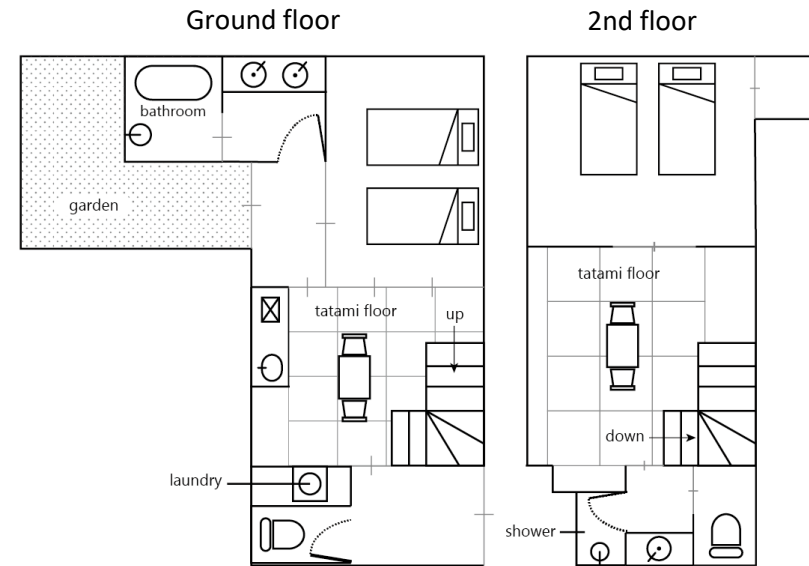 Ground floor
2nd floor
bathroom
garden
tatami floor
up
laundry
tatami floor
down
shower